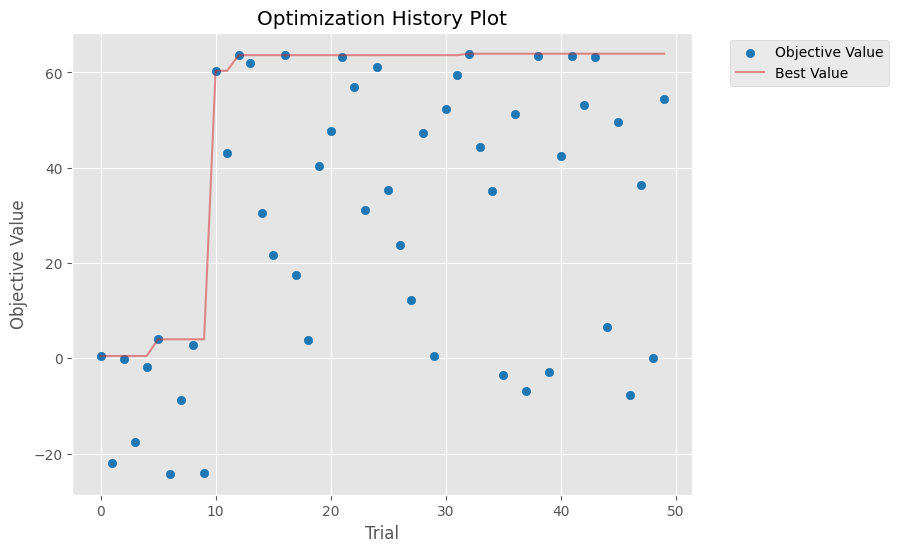 Optimization History Plot
Objective Value
Best Value
Objective Value
60
40
20
0
−20
0 10 20 30 40 50
Trial